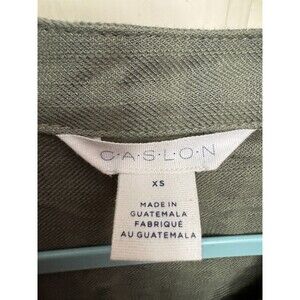 C·A·S·L·O·N
XS
MADE IN
GUATEMALA
FABRIQUÉ
AU GUATEMALA